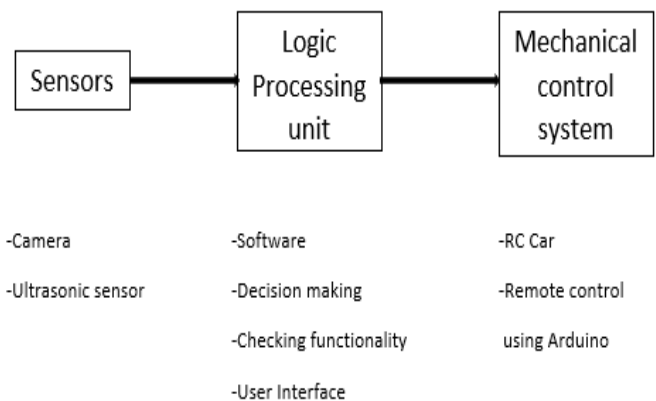 Sensors
Logic
Processing
unit
Mechanical
control
system
-Camera
-Ultrasonic sensor
-Software
-Decision making
-Checking functionality
-User Interface
-RC Car
-Remote control
using Arduino